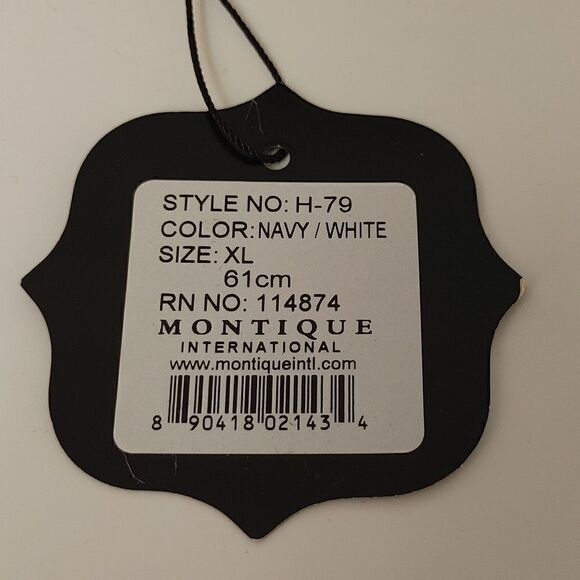 STYLE NO: H-79
COLOR: NAVY / WHITE
SIZE: XL
61cm
RN NO: 114874
MONTIQUE
INTERNATIONAL
www.montiqueintl.com
8 90418 02143 4